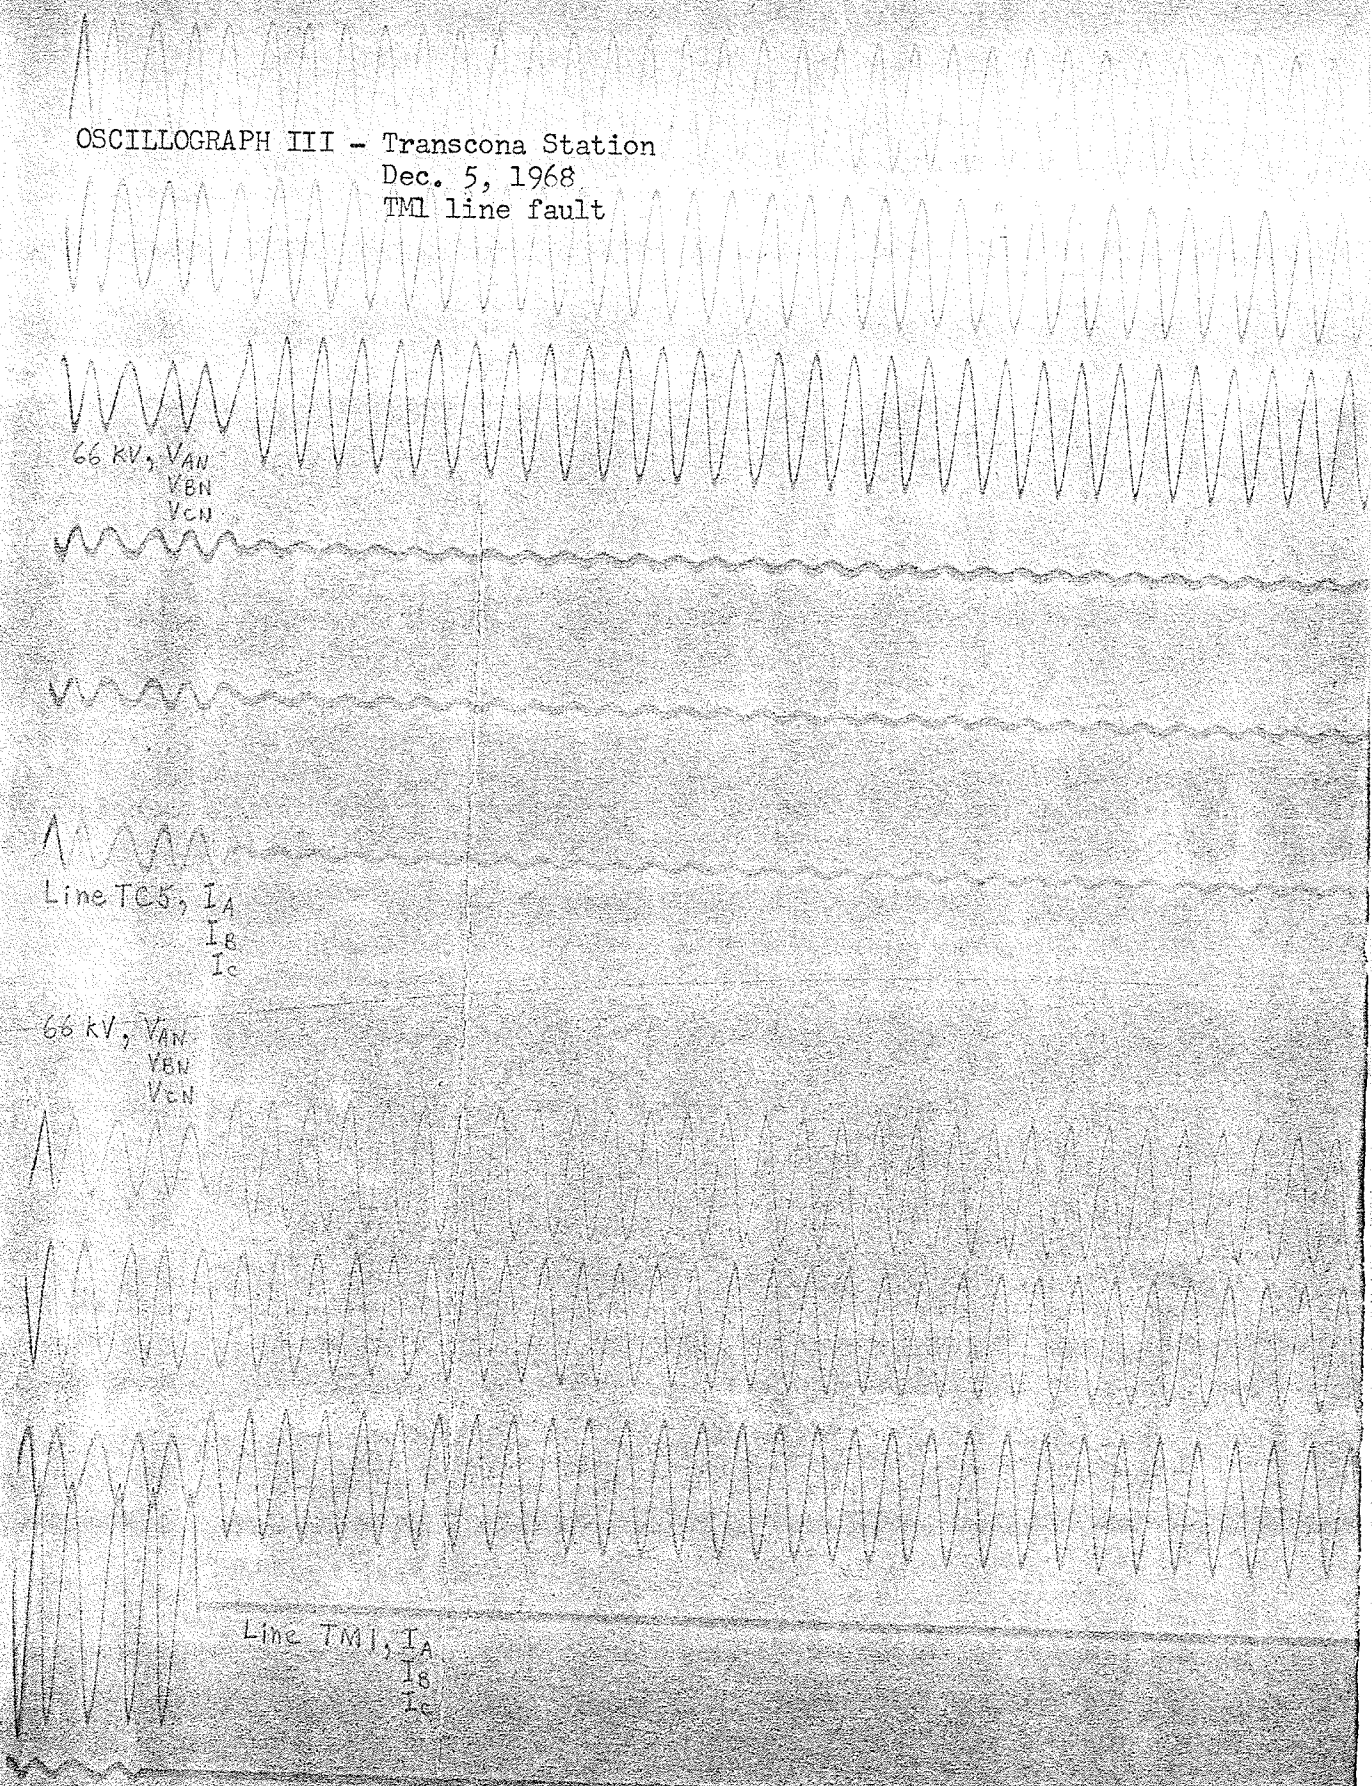 OSCILLOGRAPH III - Transcona Station
Dec. 5, 1968
TM1 line fault
66 KV, VAN
VBN
VCN
Line TC5, IA
IB
IC
66 kV, VAN
VBN
VCN
Line TM1, IA
IB
IC